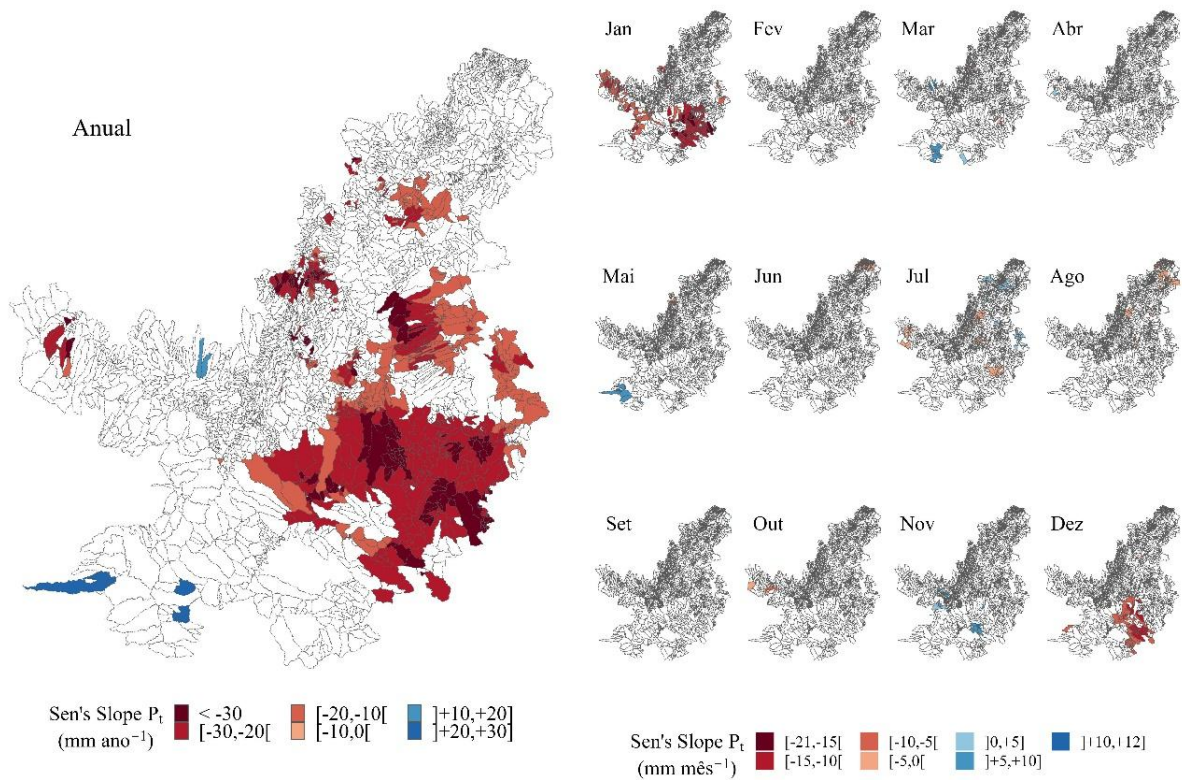 Anual
Jan
Fev
Mar
Abr
Mai
Jun
Jul
Ago
Set
Out
Nov
Dez
Sen's Slope Pₜ
(mm ano⁻¹)
< -30
[-30,-20[
[-20,-10[
[-10,0[
]+10,+20]
]+20,+30]
Sen's Slope Pₜ
(mm mês⁻¹)
[-21,-15[
[-15,-10[
[-10,-5[
[-5,0[
]0,+5]
]+5,+10[
]+10,+12]